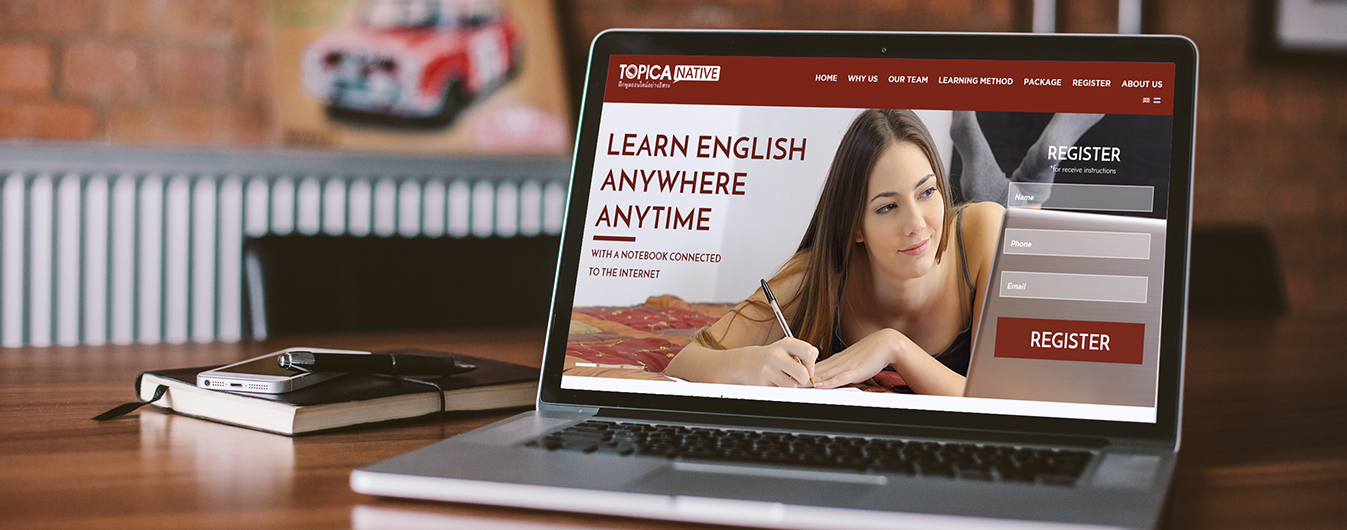 TOPICA NATIVE
HOME WHY US OUR TEAM LEARNING METHOD PACKAGE REGISTER ABOUT US
LEARN ENGLISH
ANYWHERE
ANYTIME
WITH A NOTEBOOK CONNECTED
TO THE INTERNET
REGISTER
*for receive instructions
Name
Phone
Email
REGISTER